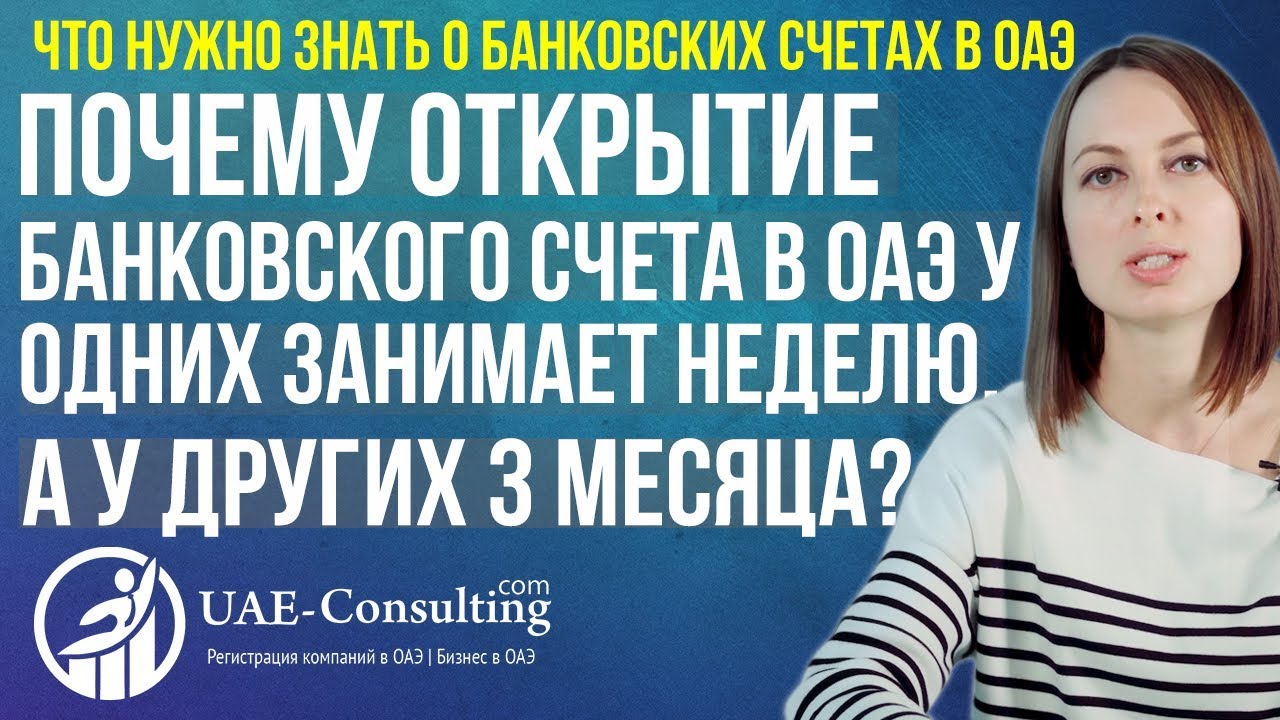 ЧТО НУЖНО ЗНАТЬ О БАНКОВСКИХ СЧЕТАХ В ОАЭ
ПОЧЕМУ ОТКРЫТИЕ
БАНКОВСКОГО СЧЕТА В ОАЭ У
ОДНИХ ЗАНИМАЕТ НЕДЕЛЮ,
А У ДРУГИХ 3 МЕСЯЦА?
UAE-Consulting.com
Регистрация компаний в ОАЭ | Бизнес в ОАЭ